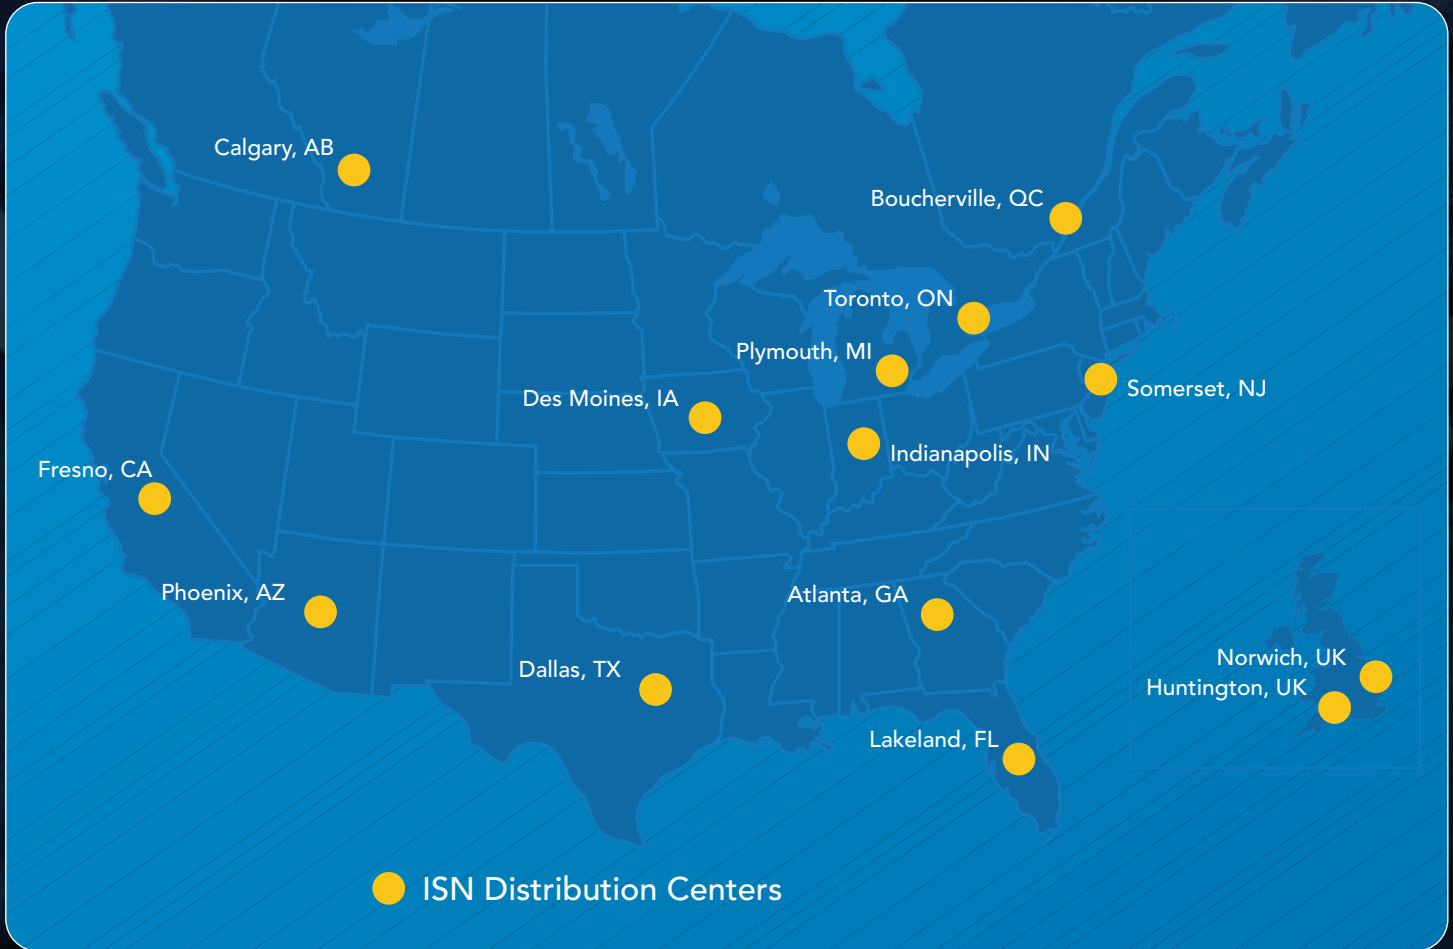 Calgary, AB
Boucherville, QC
Toronto, ON
Plymouth, MI
Somerset, NJ
Des Moines, IA
Indianapolis, IN
Fresno, CA
Phoenix, AZ
Atlanta, GA
Dallas, TX
Norwich, UK
Huntington, UK
Lakeland, FL
ISN Distribution Centers